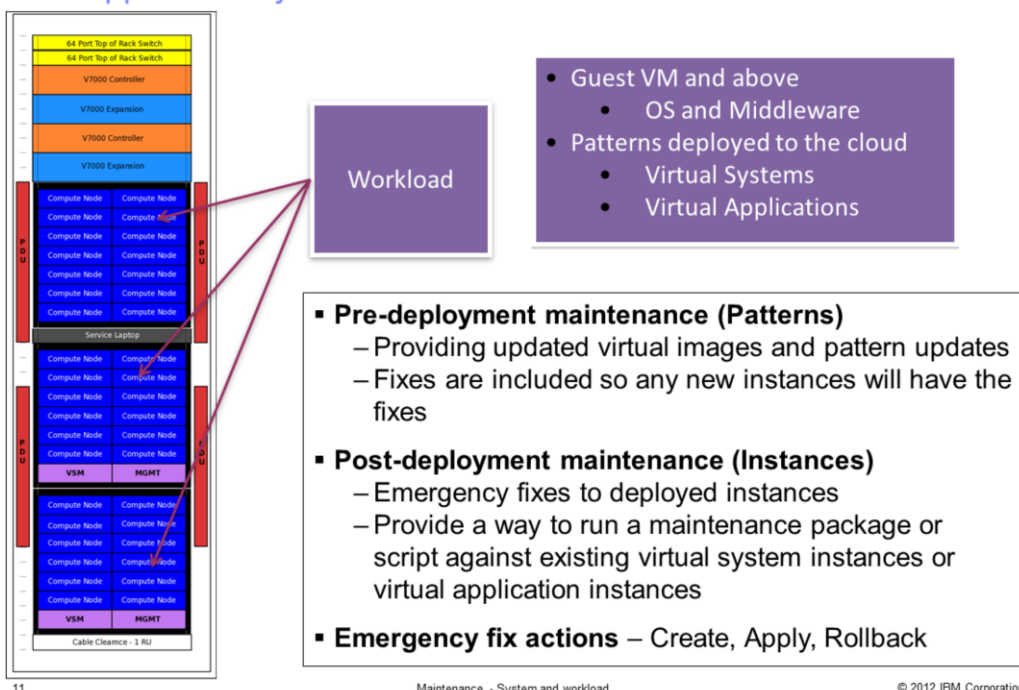 64 Port Top of Rack Switch
64 Port Top of Rack Switch
V7000 Controller
V7000 Expansion
V7000 Controller
V7000 Expansion
Compute Node Compute Node
Compute Node Compute Node
Compute Node Compute Node
Compute Node Compute Node
Compute Node Compute Node
Compute Node Compute Node
Compute Node Compute Node
PDU
PDU
Service Laptop
Compute Node Compute Node
Compute Node Compute Node
Compute Node Compute Node
Compute Node Compute Node
Compute Node Compute Node
Compute Node Compute Node
VSM MGMT
PDU
PDU
Compute Node Compute Node
Compute Node Compute Node
Compute Node Compute Node
Compute Node Compute Node
Compute Node Compute Node
Compute Node Compute Node
VSM MGMT
Cable Clearnce - 1 RU
Workload
• Guest VM and above
• OS and Middleware
• Patterns deployed to the cloud
• Virtual Systems
• Virtual Applications
▪ Pre-deployment maintenance (Patterns)
– Providing updated virtual images and pattern updates
– Fixes are included so any new instances will have the
fixes
▪ Post-deployment maintenance (Instances)
– Emergency fixes to deployed instances
– Provide a way to run a maintenance package or
script against existing virtual system instances or
virtual application instances
▪ Emergency fix actions – Create, Apply, Rollback
11
Maintenance - System and workload
© 2012 IBM Corporation